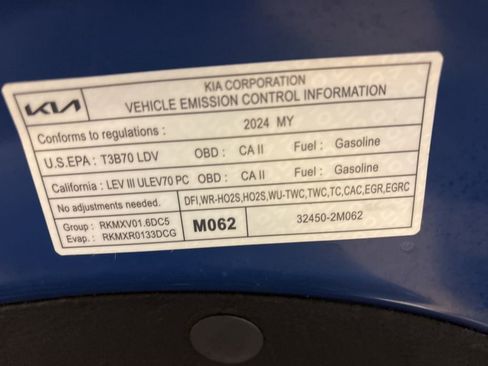 KIA
KIA CORPORATION
VEHICLE EMISSION CONTROL INFORMATION
Conforms to regulations : 2024 MY
U.S.EPA : T3B70 LDV OBD : CA II Fuel : Gasoline
California : LEV III ULEV70 PC OBD : CA II Fuel : Gasoline
No adjustments needed. DFI,WR-HO2S,HO2S,WU-TWC,TWC,TC,CAC,EGR,EGRC
Group : RKMXV01.6DC5 M062 32450-2M062
Evap. : RKMXR0133DCG